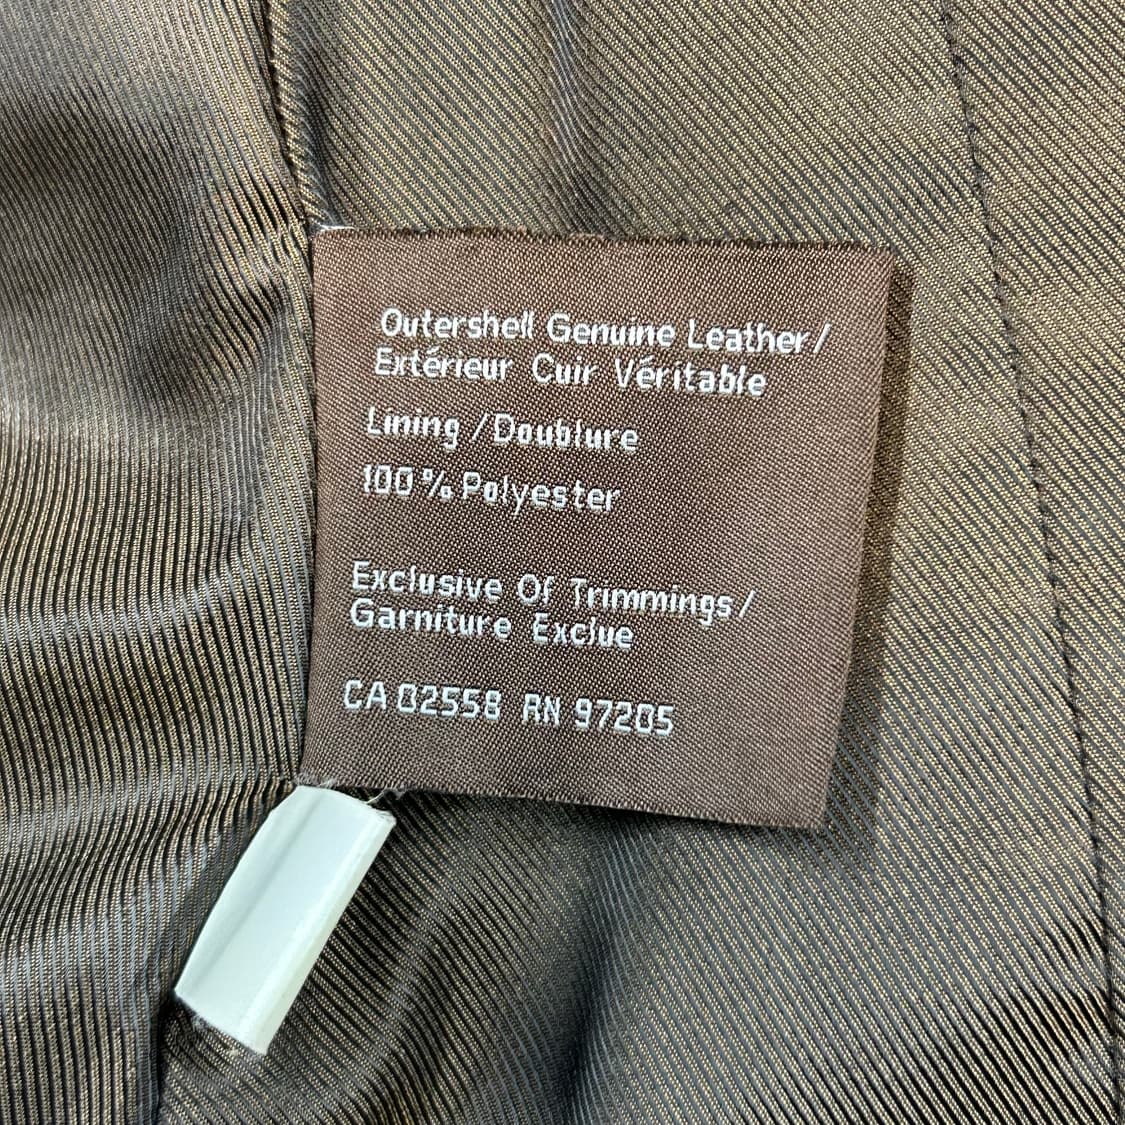 Outershell Genuine Leather/
Extérieur Cuir Véritable
Lining / Doublure
100% Polyester
Exclusive Of Trimmings/
Garniture Exclue
CA 02558 RN 97205